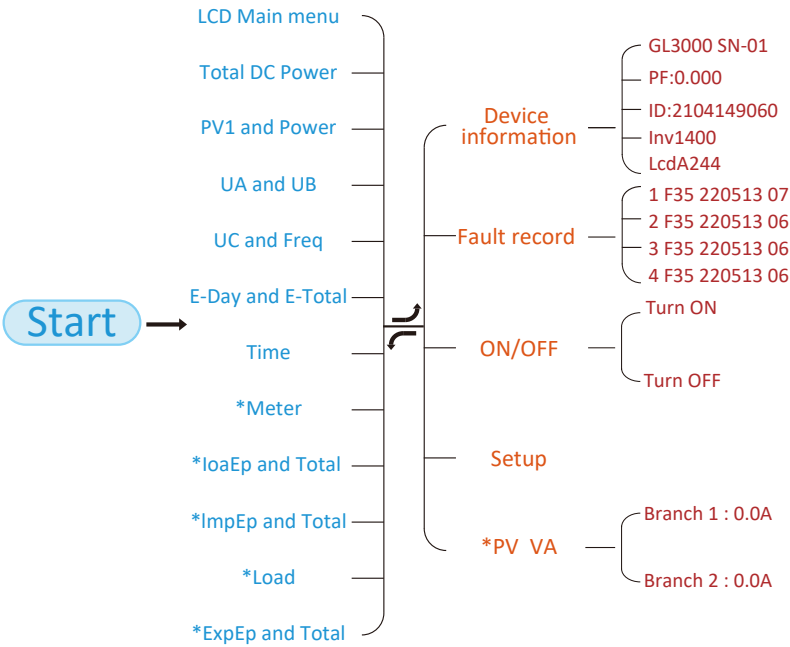 Start
LCD Main menu
Total DC Power
PV1 and Power
UA and UB
UC and Freq
E-Day and E-Total
Time
*Meter
*IoaEp and Total
*ImpEp and Total
*Load
*ExpEp and Total
Device
information
Fault record
ON/OFF
Setup
*PV VA
GL3000 SN-01
PF:0.000
ID:2104149060
Inv1400
LcdA244
1 F35 220513 07
2 F35 220513 06
3 F35 220513 06
4 F35 220513 06
Turn ON
Turn OFF
Branch 1 : 0.0A
Branch 2 : 0.0A